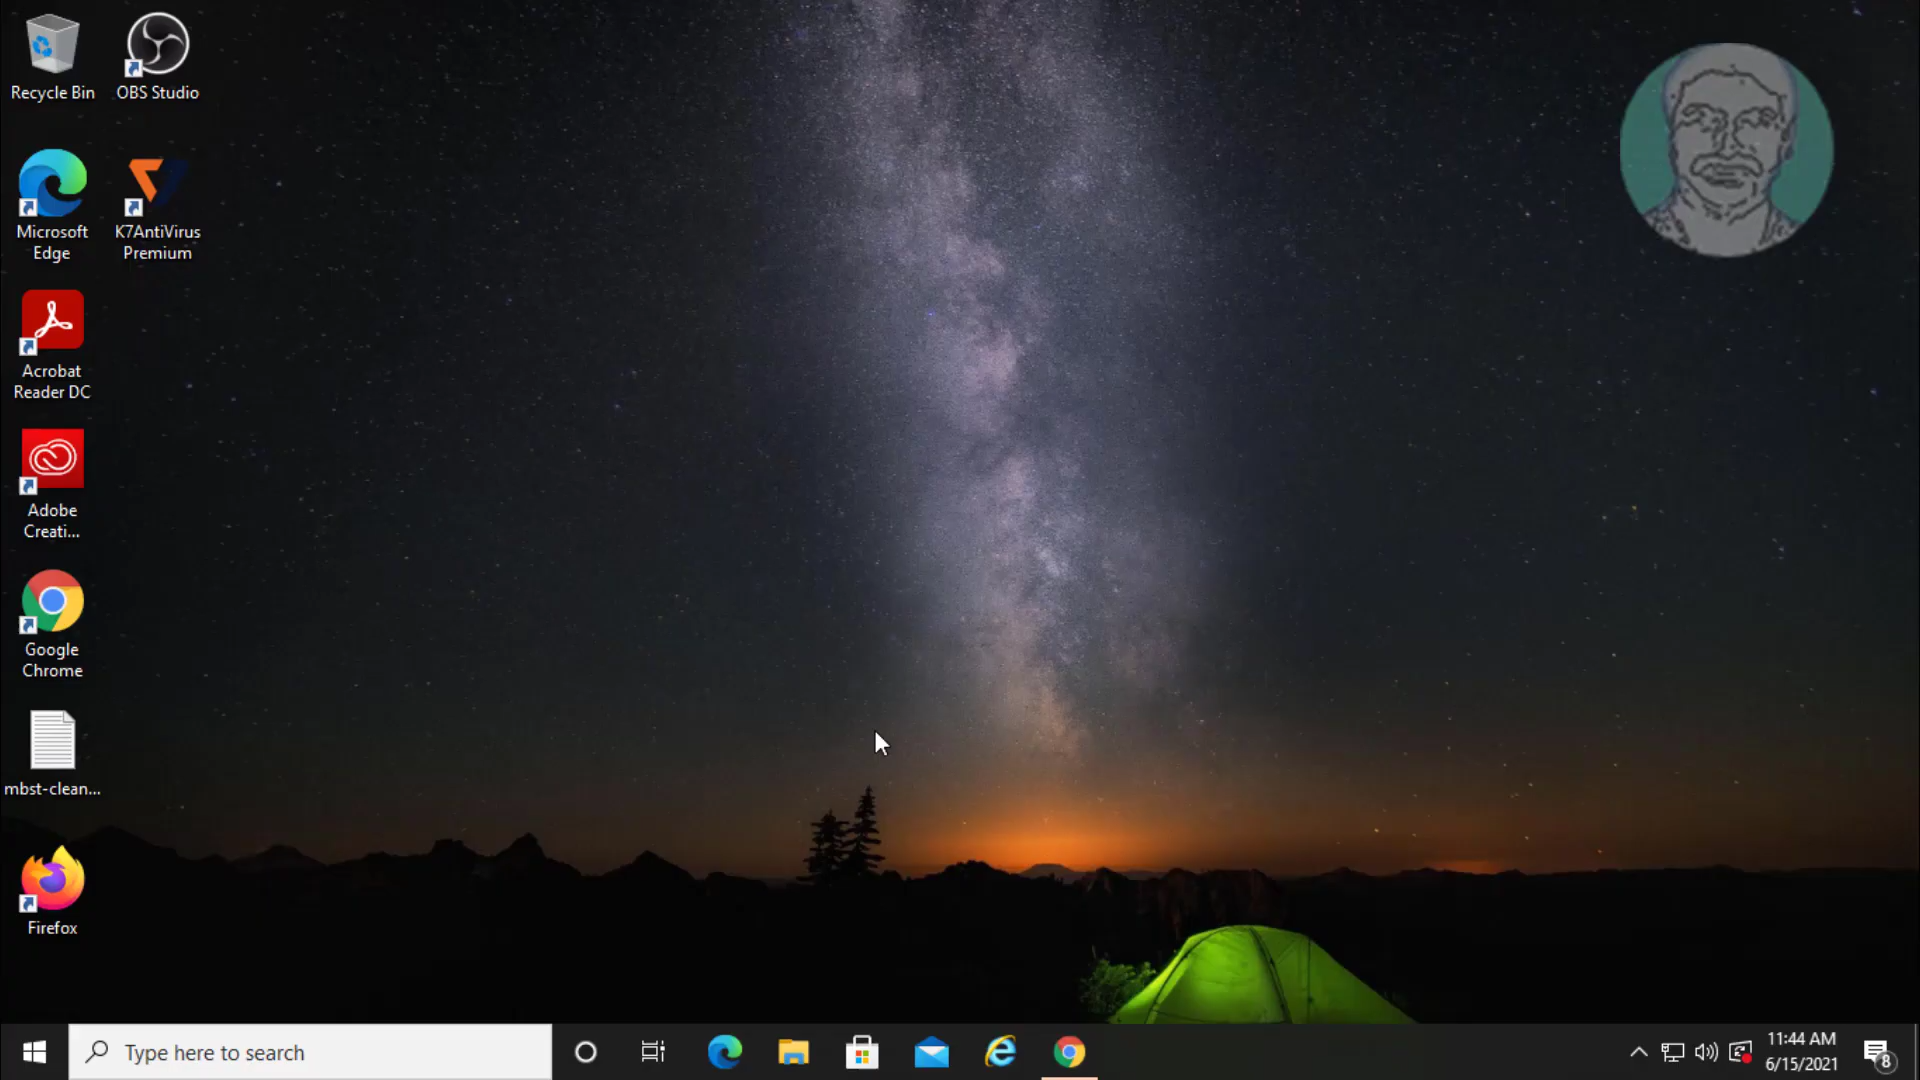 Recycle Bin
OBS Studio
Microsoft
Edge
K7AntiVirus
Premium
Acrobat
Reader DC
Adobe
Creati...
Google
Chrome
mbst-clean...
Firefox
Type here to search
11:44 AM
6/15/2021
8